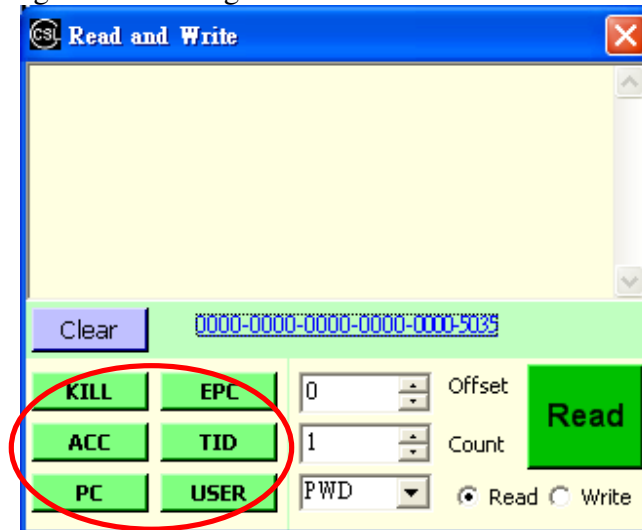 CSL Read and Write
Clear 0000-0000-0000-0000-0000-5035
KILL EPC 0 Offset
ACC TID 1 Count Read
PC USER PWD Read Write